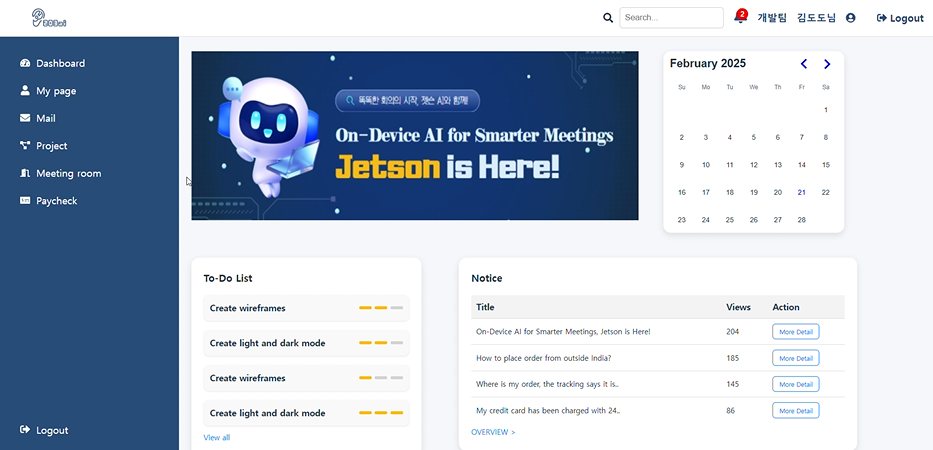 Search...
2
개발팀 김도도님
Logout
Dashboard
My page
Mail
Project
Meeting room
Paycheck
Logout
똑똑한 회의의 시작, 젯슨 AI와 함께!
On-Device AI for Smarter Meetings
Jetson is Here!
February 2025
Su Mo Tu We Th Fr Sa
1
2 3 4 5 6 7 8
9 10 11 12 13 14 15
16 17 18 19 20 21 22
23 24 25 26 27 28
To-Do List
Create wireframes
Create light and dark mode
Create wireframes
Create light and dark mode
View all
Notice
Title Views Action
On-Device AI for Smarter Meetings, Jetson is Here! 204 More Detail
How to place order from outside India? 185 More Detail
Where is my order, the tracking says it is.. 145 More Detail
My credit card has been charged with 24.. 86 More Detail
OVERVIEW >